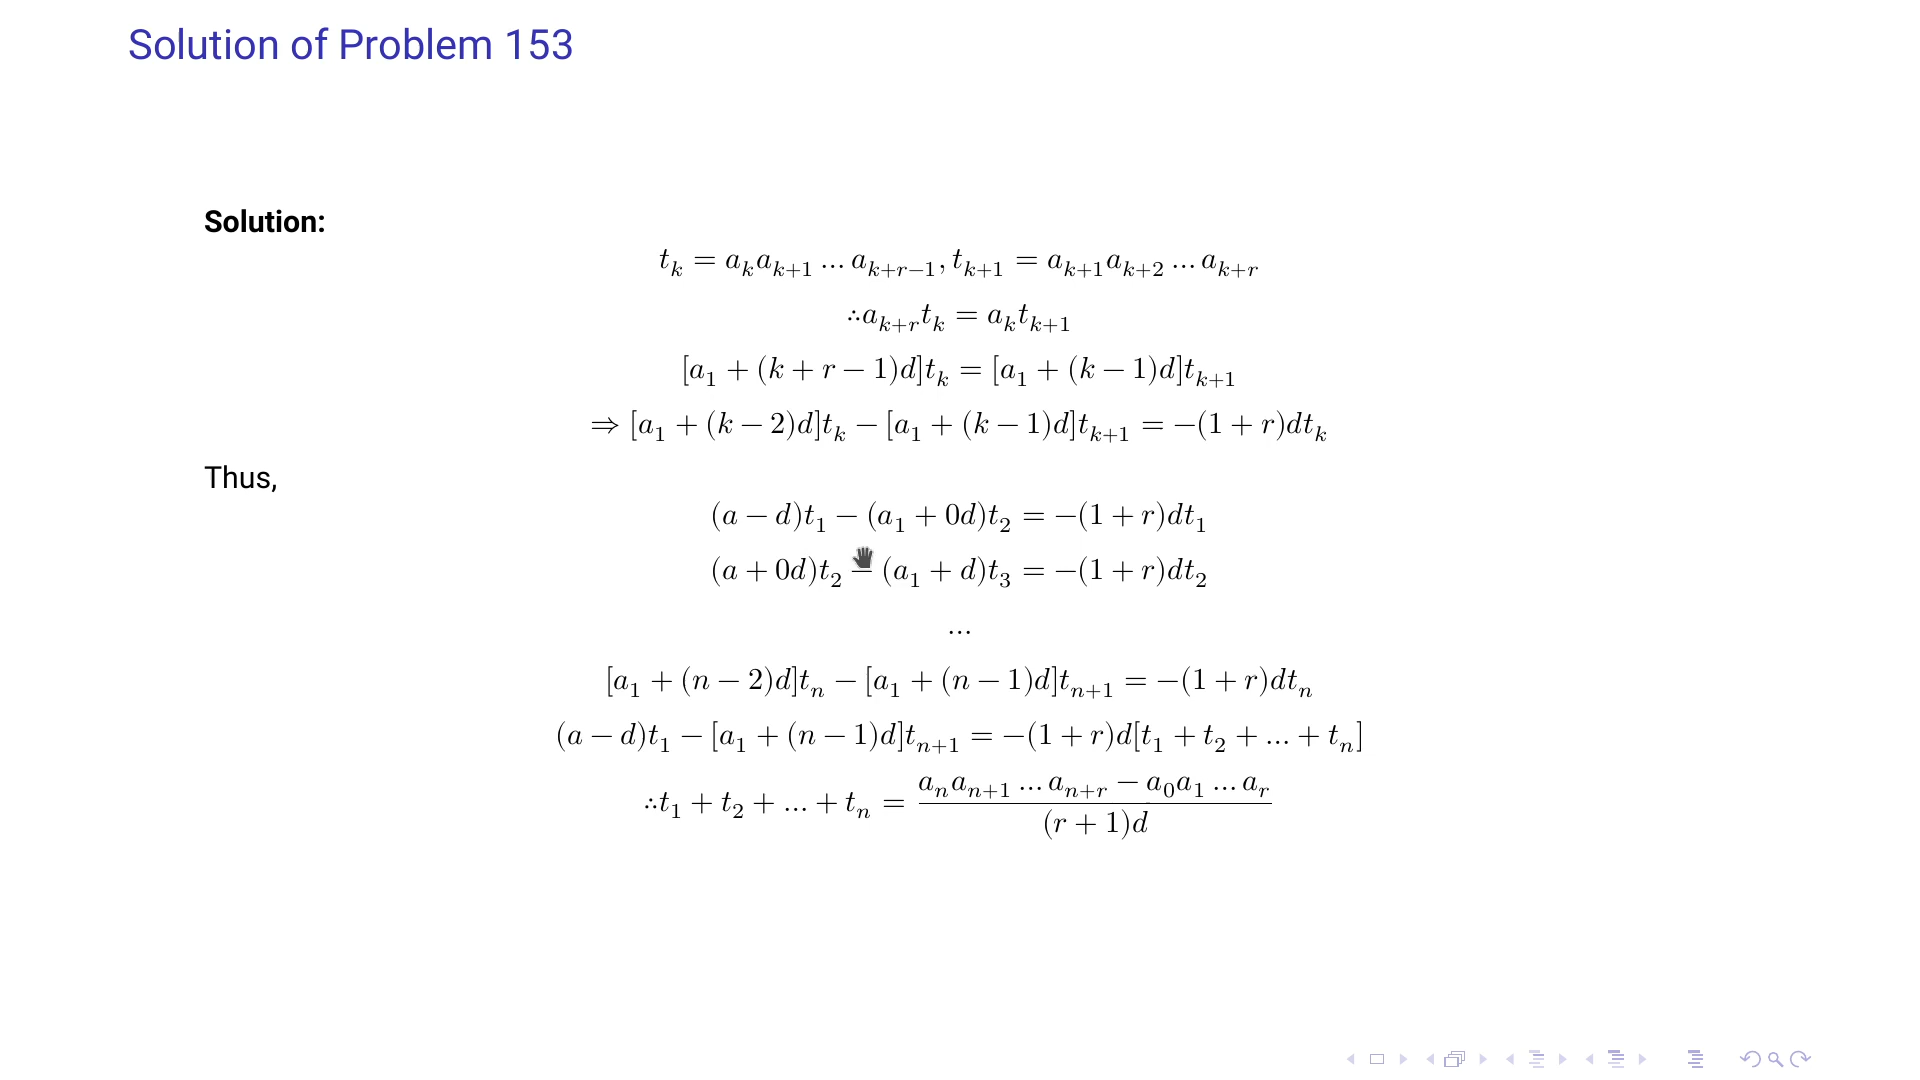 Solution of Problem 153
Solution:
t_k = a_k a_{k+1} ... a_{k+r−1}, t_{k+1} = a_{k+1} a_{k+2} ... a_{k+r}
∴ a_{k+r} t_k = a_k t_{k+1}
[a_1 + (k + r − 1)d]t_k = [a_1 + (k − 1)d]t_{k+1}
⇒ [a_1 + (k − 2)d]t_k − [a_1 + (k − 1)d]t_{k+1} = −(1 + r)dt_k
Thus,
(a − d)t_1 − (a_1 + 0d)t_2 = −(1 + r)dt_1
(a + 0d)t_2 − (a_1 + d)t_3 = −(1 + r)dt_2
...
[a_1 + (n − 2)d]t_n − [a_1 + (n − 1)d]t_{n+1} = −(1 + r)dt_n
(a − d)t_1 − [a_1 + (n − 1)d]t_{n+1} = −(1 + r)d[t_1 + t_2 + ... + t_n]
∴ t_1 + t_2 + ... + t_n = \frac{a_n a_{n+1} ... a_{n+r} − a_0 a_1 ... a_r}{(r + 1)d}